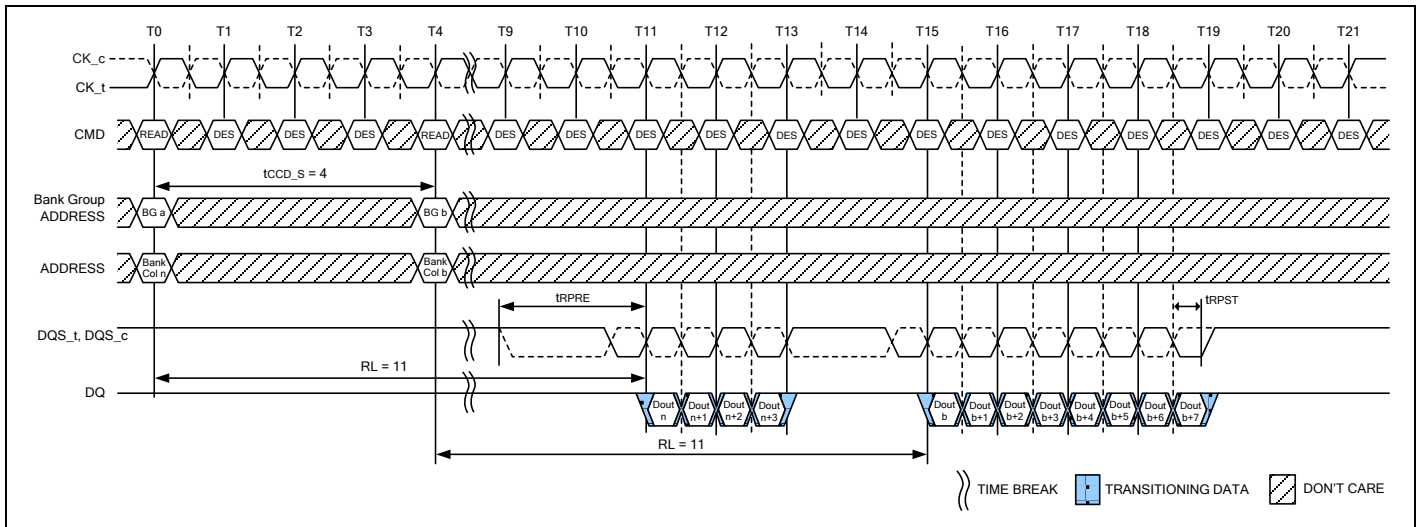 T0 T1 T2 T3 T4 T9 T10 T11 T12 T13 T14 T15 T16 T17 T18 T19 T20 T21
CK_c
CK_t
CMD READ DES DES DES READ DES DES DES DES DES DES DES DES DES DES DES DES DES
tCCD_S = 4
Bank Group
ADDRESS
BG a BG b
ADDRESS
Bank
Col n
Bank
Col b
tRPRE tRPST
DQS_t, DQS_c
RL = 11
DQ
Dout
n
Dout
n+1
Dout
n+2
Dout
n+3
Dout
b
Dout
b+1
Dout
b+2
Dout
b+3
Dout
b+4
Dout
b+5
Dout
b+6
Dout
b+7
RL = 11
TIME BREAK TRANSITIONING DATA DON'T CARE